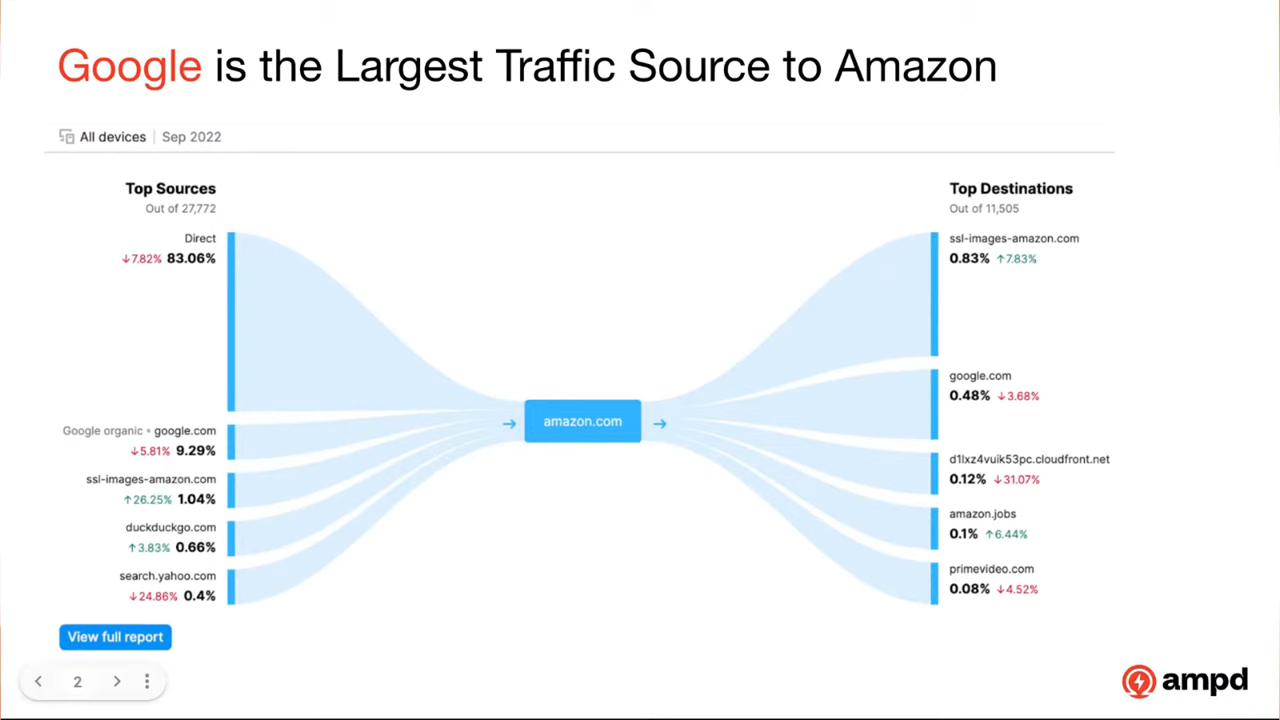 Google is the Largest Traffic Source to Amazon
All devices | Sep 2022
Top Sources
Out of 27,772
Direct
↓7.82% 83.06%
Google organic • google.com
↓5.81% 9.29%
ssl-images-amazon.com
↑26.25% 1.04%
duckduckgo.com
↑3.83% 0.66%
search.yahoo.com
↓24.86% 0.4%
→ amazon.com →
Top Destinations
Out of 11,505
ssl-images-amazon.com
0.83% ↑7.83%
google.com
0.48% ↓3.68%
d1lxz4vuik53pc.cloudfront.net
0.12% ↓31.07%
amazon.jobs
0.1% ↑6.44%
primevideo.com
0.08% ↓4.52%
View full report
2
ampd